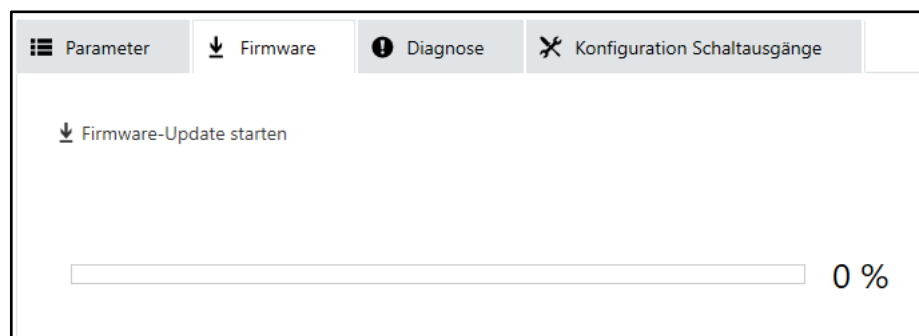 Parameter Firmware Diagnose Konfiguration Schaltausgänge
Firmware-Update starten
0 %